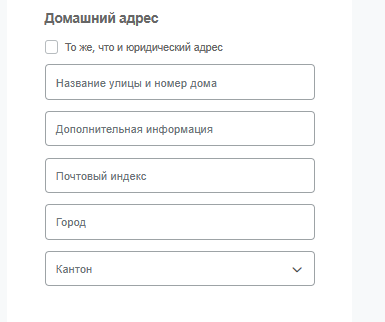 Домашний адрес
То же, что и юридический адрес
Название улицы и номер дома
Дополнительная информация
Почтовый индекс
Город
Кантон